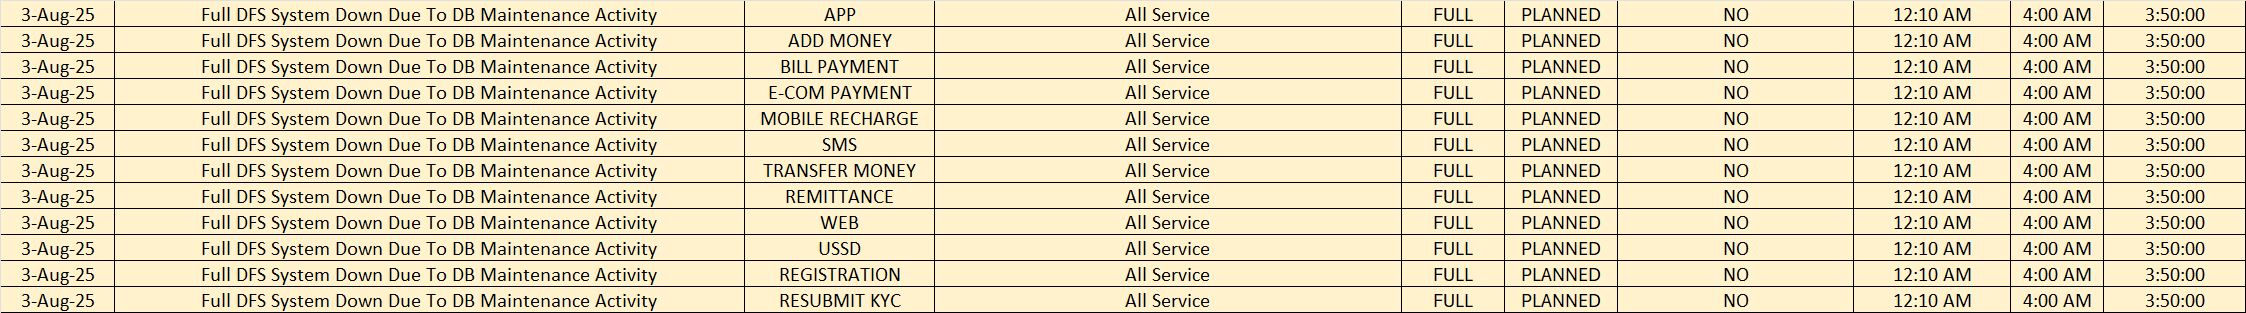 3-Aug-25 Full DFS System Down Due To DB Maintenance Activity APP All Service FULL PLANNED NO 12:10 AM 4:00 AM 3:50:00
3-Aug-25 Full DFS System Down Due To DB Maintenance Activity ADD MONEY All Service FULL PLANNED NO 12:10 AM 4:00 AM 3:50:00
3-Aug-25 Full DFS System Down Due To DB Maintenance Activity BILL PAYMENT All Service FULL PLANNED NO 12:10 AM 4:00 AM 3:50:00
3-Aug-25 Full DFS System Down Due To DB Maintenance Activity E-COM PAYMENT All Service FULL PLANNED NO 12:10 AM 4:00 AM 3:50:00
3-Aug-25 Full DFS System Down Due To DB Maintenance Activity MOBILE RECHARGE All Service FULL PLANNED NO 12:10 AM 4:00 AM 3:50:00
3-Aug-25 Full DFS System Down Due To DB Maintenance Activity SMS All Service FULL PLANNED NO 12:10 AM 4:00 AM 3:50:00
3-Aug-25 Full DFS System Down Due To DB Maintenance Activity TRANSFER MONEY All Service FULL PLANNED NO 12:10 AM 4:00 AM 3:50:00
3-Aug-25 Full DFS System Down Due To DB Maintenance Activity REMITTANCE All Service FULL PLANNED NO 12:10 AM 4:00 AM 3:50:00
3-Aug-25 Full DFS System Down Due To DB Maintenance Activity WEB All Service FULL PLANNED NO 12:10 AM 4:00 AM 3:50:00
3-Aug-25 Full DFS System Down Due To DB Maintenance Activity USSD All Service FULL PLANNED NO 12:10 AM 4:00 AM 3:50:00
3-Aug-25 Full DFS System Down Due To DB Maintenance Activity REGISTRATION All Service FULL PLANNED NO 12:10 AM 4:00 AM 3:50:00
3-Aug-25 Full DFS System Down Due To DB Maintenance Activity RESUBMIT KYC All Service FULL PLANNED NO 12:10 AM 4:00 AM 3:50:00